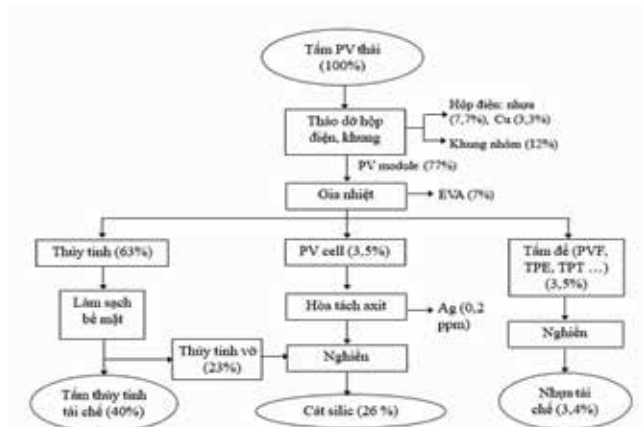 Tấm PV thải
(100%)
Tháo dỡ hộp
điện, khung
Hộp điện: nhựa
(7,7%), Cu (3,3%)
Khung nhôm (12%)
PV module (77%)
Gia nhiệt
EVA (7%)
Thủy tinh (63%)
PV cell (3,5%)
Tấm đế (PVF,
TPE, TPT ...)
(3,5%)
Làm sạch
bề mặt
Hòa tách axit
Ag (0,2
ppm)
Nghiền
Thủy tinh vỡ
(23%)
Nghiền
Tấm thủy tinh
tái chế (40%)
Cát silic (26 %)
Nhựa tái
chế (3,4%)